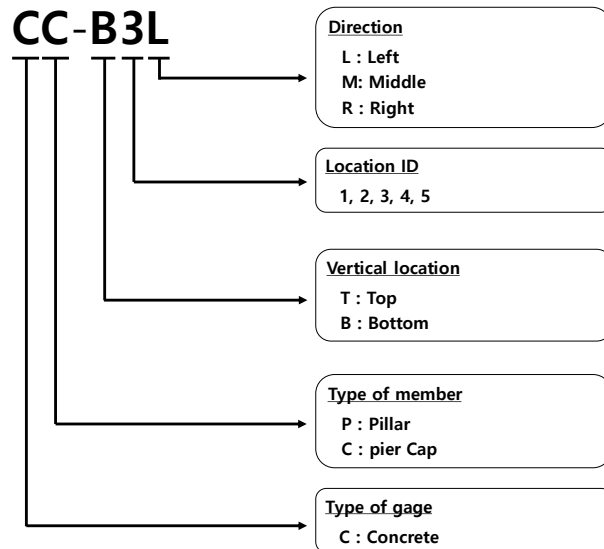 CC-B3L
Direction
L : Left
M: Middle
R : Right
Location ID
1, 2, 3, 4, 5
Vertical location
T : Top
B : Bottom
Type of member
P : Pillar
C : pier Cap
Type of gage
C : Concrete